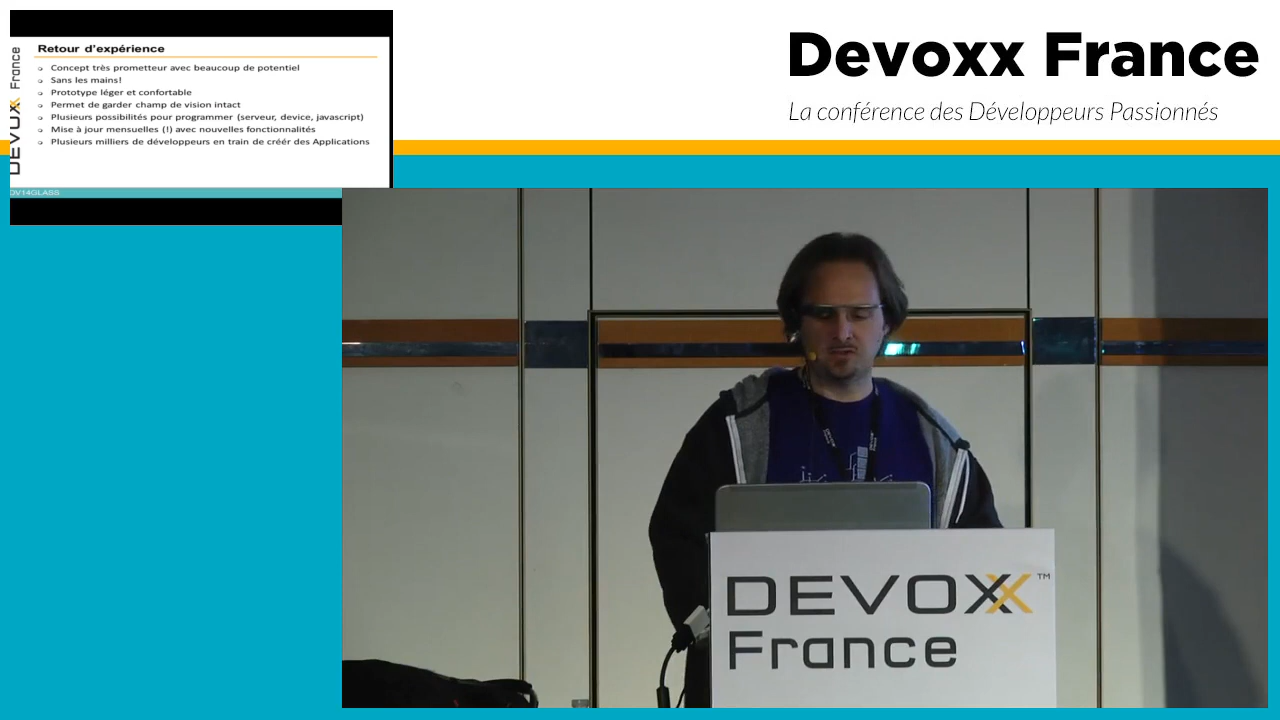 Devoxx France
La conférence des Développeurs Passionnés
Retour d'expérience
Concept très prometteur avec beaucoup de potentiel
Sans les mains!
Prototype léger et confortable
Permet de garder champ de vision intact
Plusieurs possibilités pour programmer (serveur, device, javascript)
Mise à jour mensuelles (!) avec nouvelles fonctionnalités
Plusieurs milliers de développeurs en train de créér des Applications
DEVOXX France
DV14GLASS
DEVOXX™
France